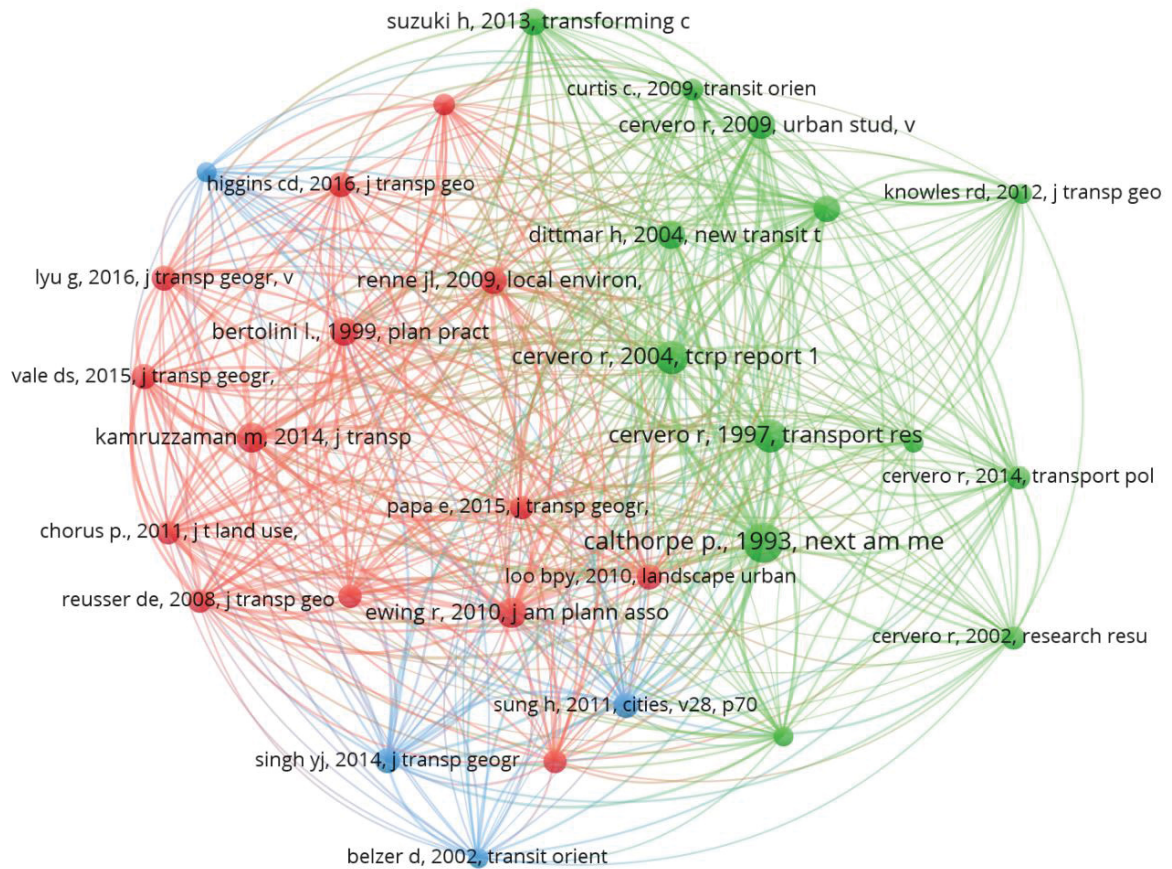 suzuki h, 2013, transforming c
curtis c., 2009, transit orien
cervero r, 2009, urban stud, v
higgins cd, 2016, j transp geo
knowles rd, 2012, j transp geo
dittmar h, 2004, new transit t
lyu g, 2016, j transp geogr, v
renne jl, 2009, local environ,
bertolini l., 1999, plan pract
cervero r, 2004, tcrp report 1
vale ds, 2015, j transp geogr,
kamruzzaman m, 2014, j transp
cervero r, 1997, transport res
cervero r, 2014, transport pol
papa e, 2015, j transp geogr,
chorus p., 2011, j t land use,
calthorpe p., 1993, next am me
loo bpy, 2010, landscape urban
reusser de, 2008, j transp geo
ewing r, 2010, j am plann asso
cervero r, 2002, research resu
sung h, 2011, cities, v28, p70
singh yj, 2014, j transp geogr
belzer d, 2002, transit orient